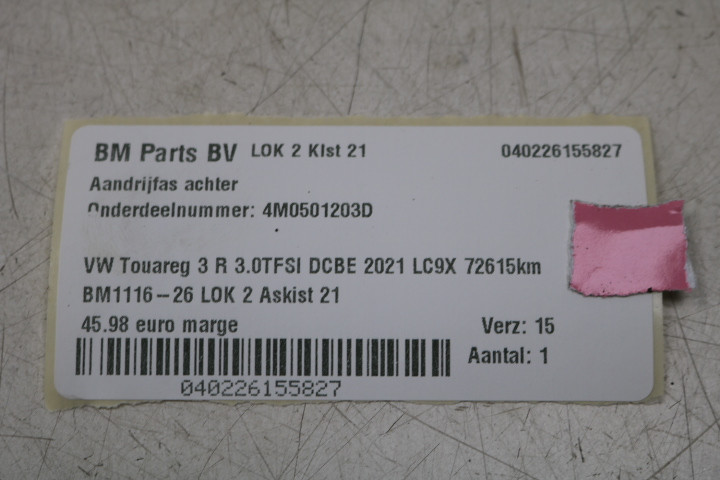 BM Parts BV LOK 2 Klst 21 040226155827
Aandrijfas achter
Onderdeelnummer: 4M0501203D
VW Touareg 3 R 3.0TFSI DCBE 2021 LC9X 72615km
BM1116-26 LOK 2 Askist 21
45.98 euro marge Verz: 15
Aantal: 1
040226155827